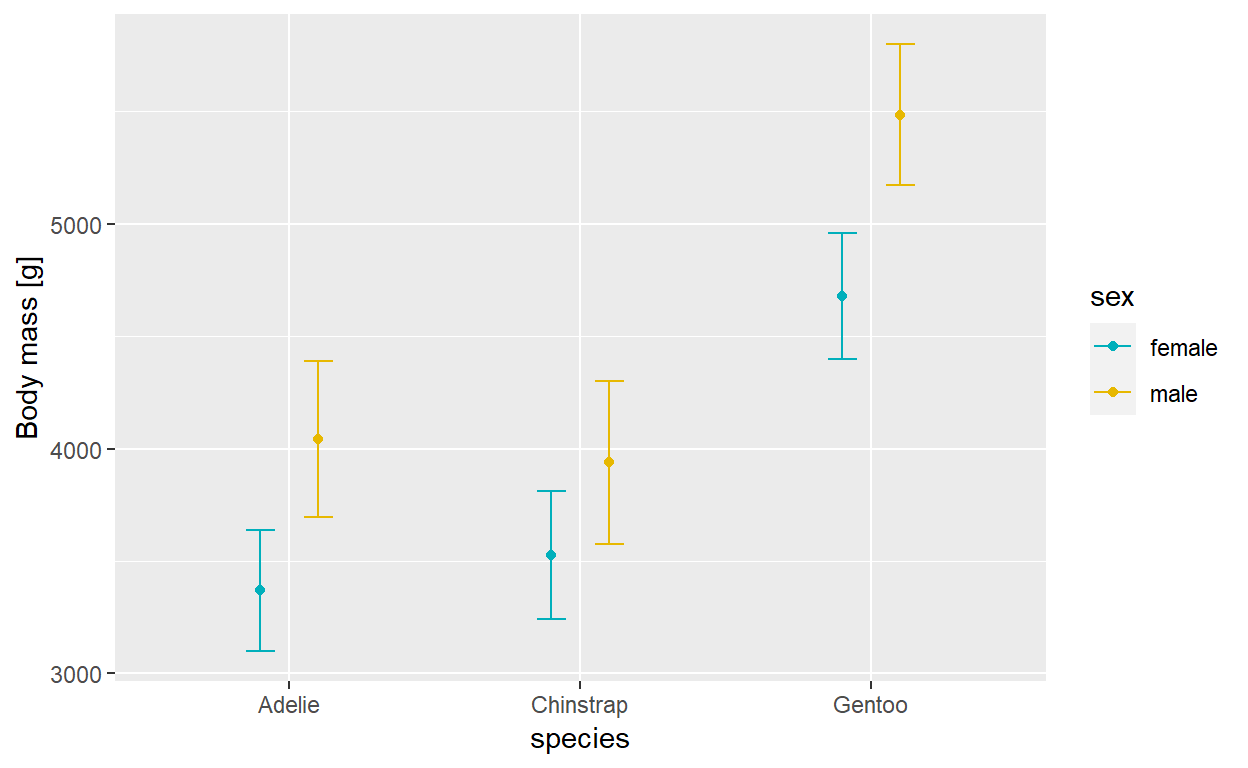 Body mass [g]
5000
4000
3000
Adelie
Chinstrap
Gentoo
species
sex
female
male